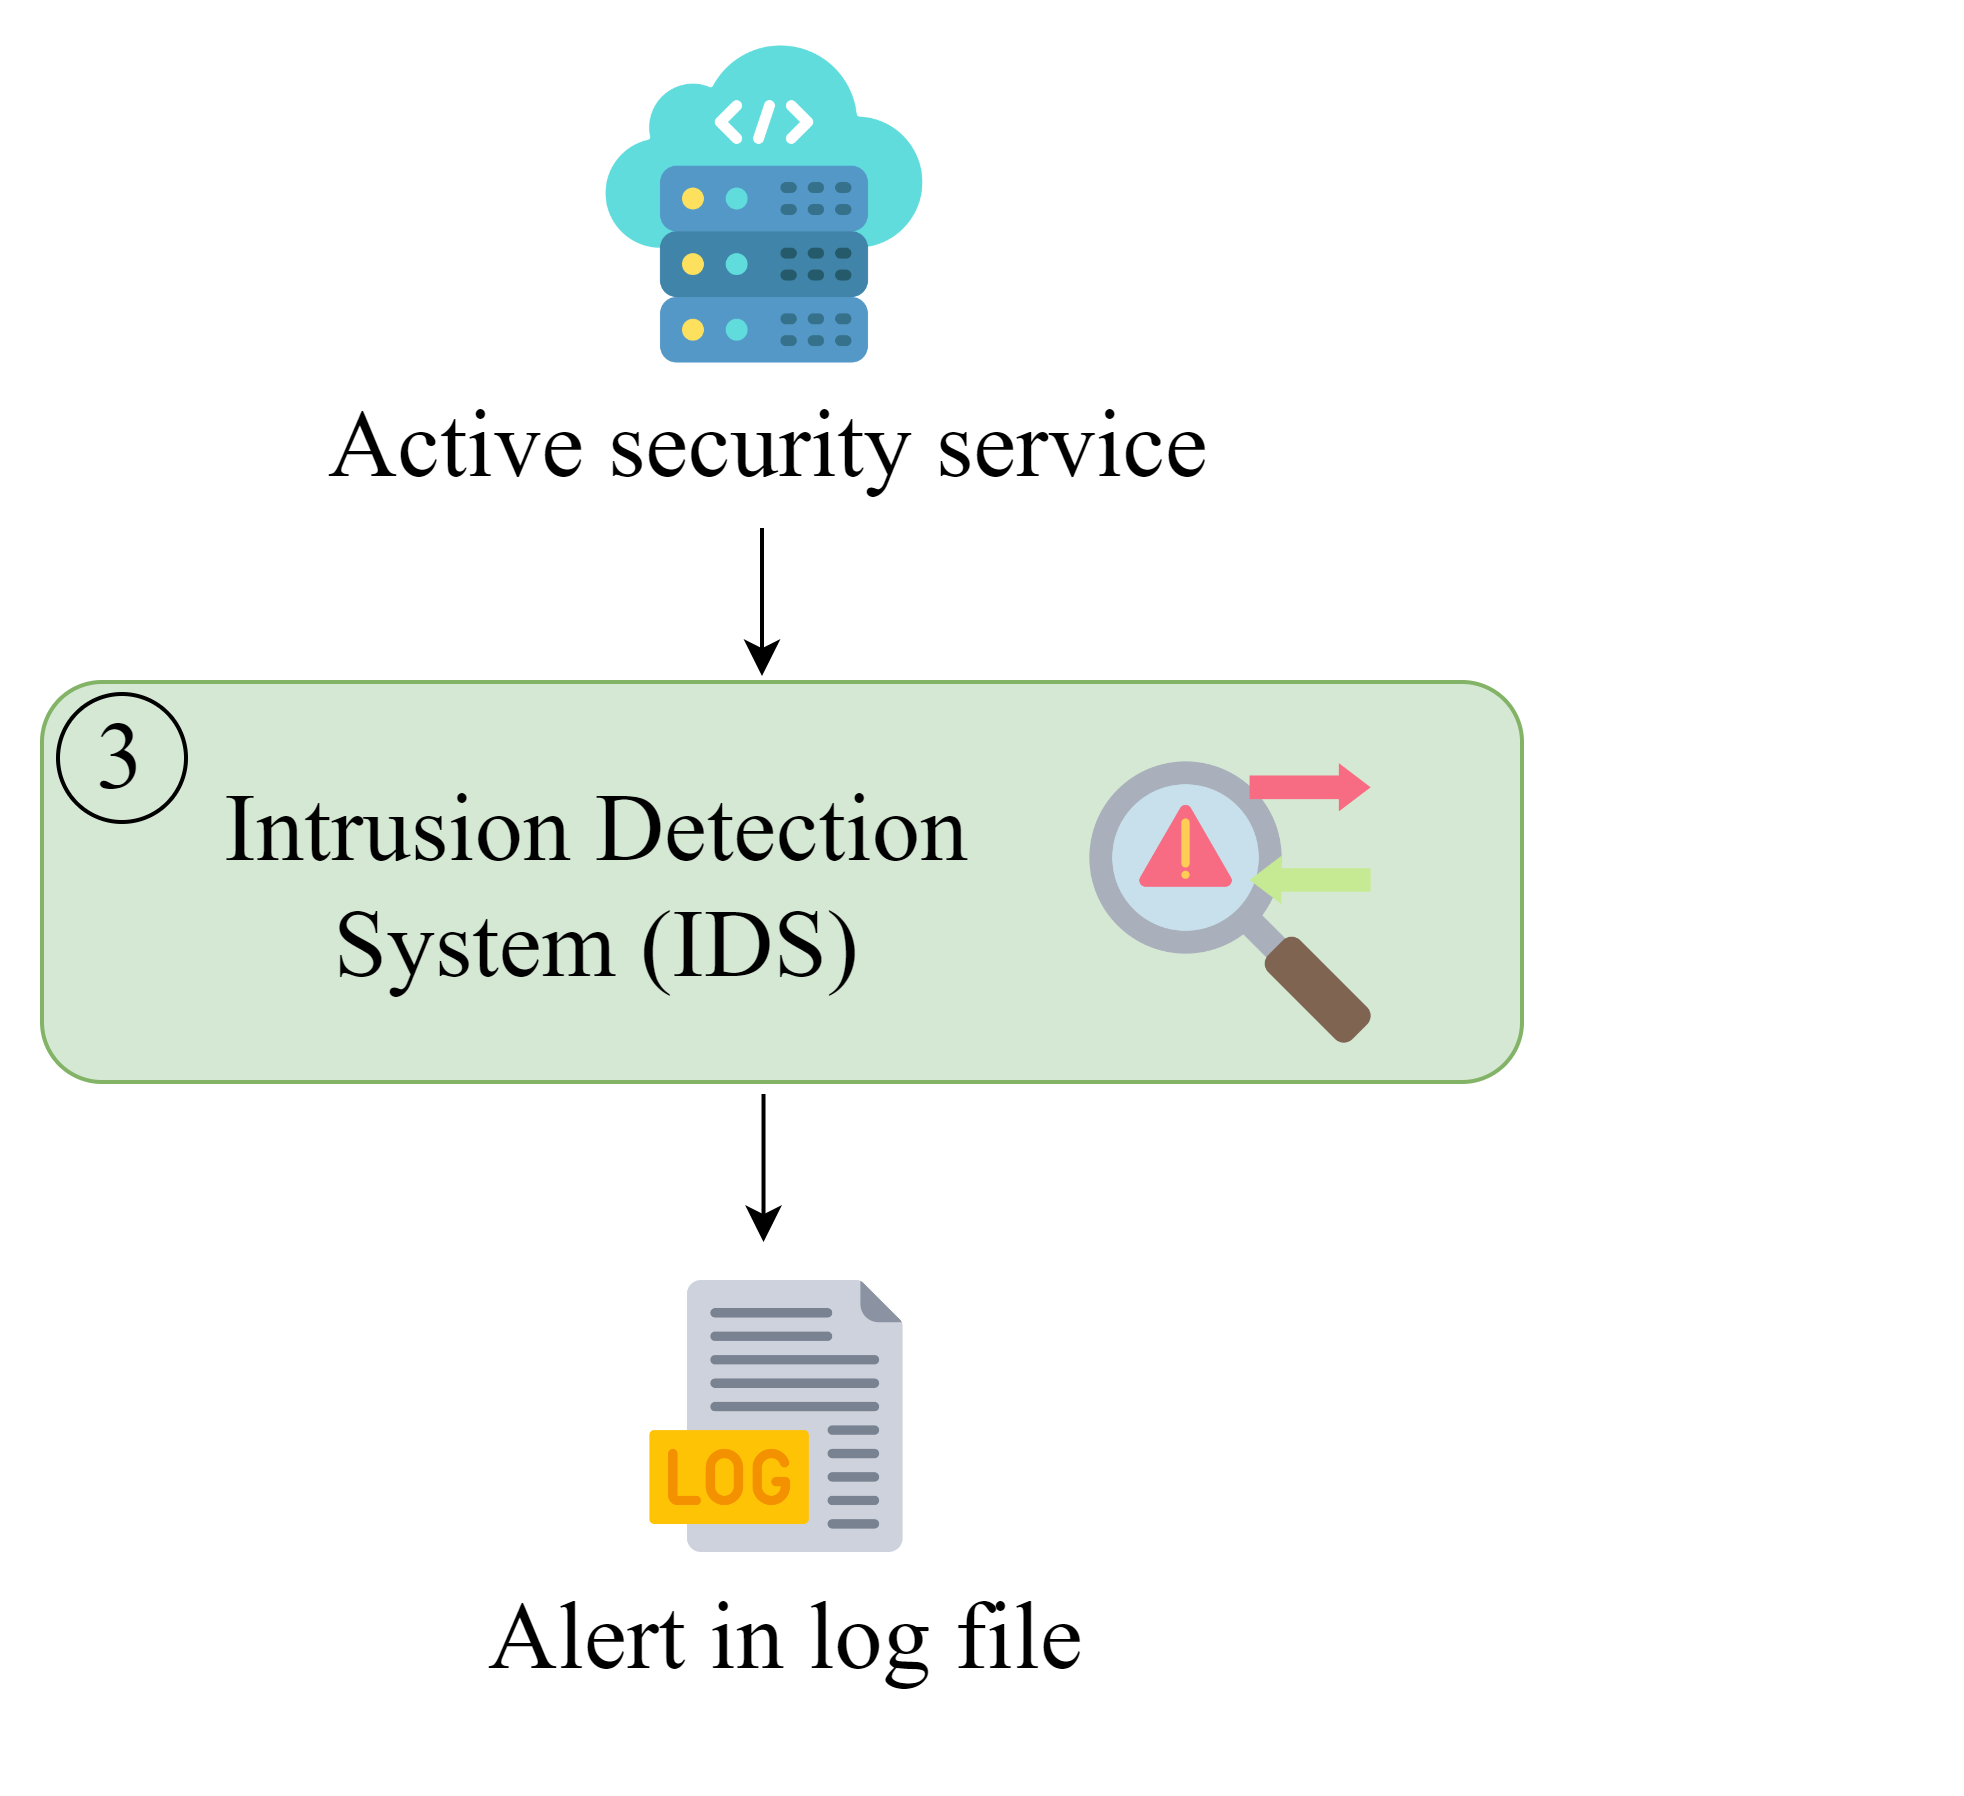 </>
Active security service
3
Intrusion Detection
System (IDS)
LOG
Alert in log file